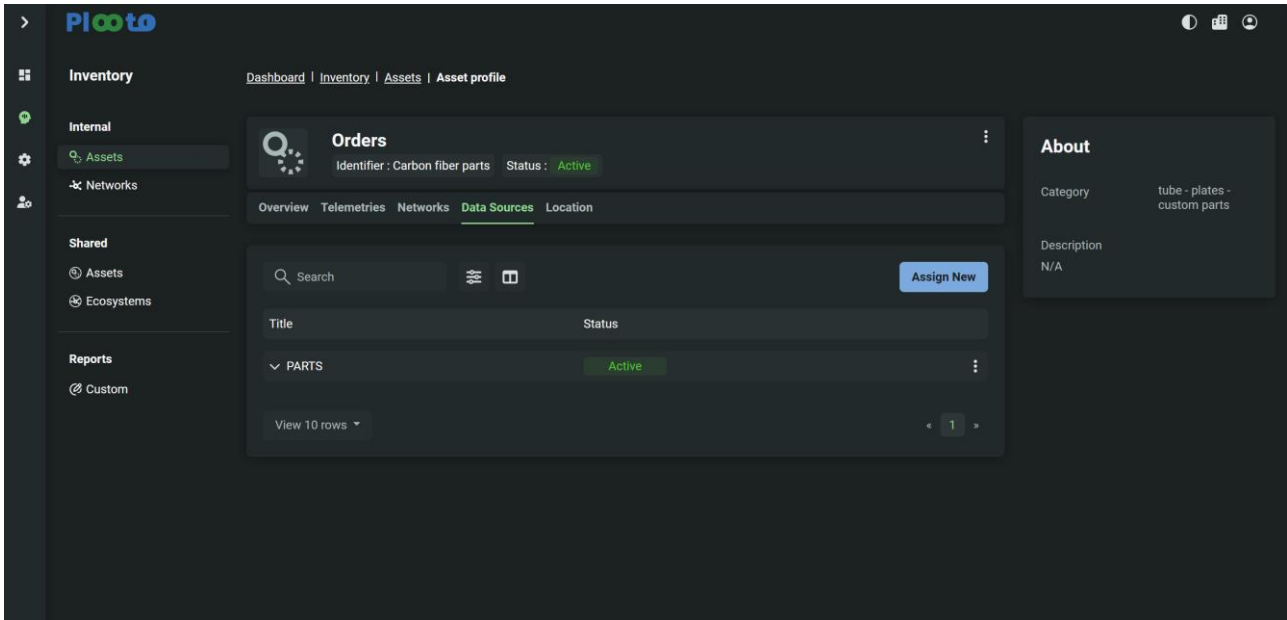 Plooto
Inventory
Internal
Assets
Networks
Shared
Assets
Ecosystems
Reports
Custom
Dashboard | Inventory | Assets | Asset profile
Orders
Identifier : Carbon fiber parts Status : Active
Overview Telemetries Networks Data Sources Location
Search
Assign New
Title Status
PARTS Active
View 10 rows
« 1 »
About
Category tube - plates -
custom parts
Description
N/A